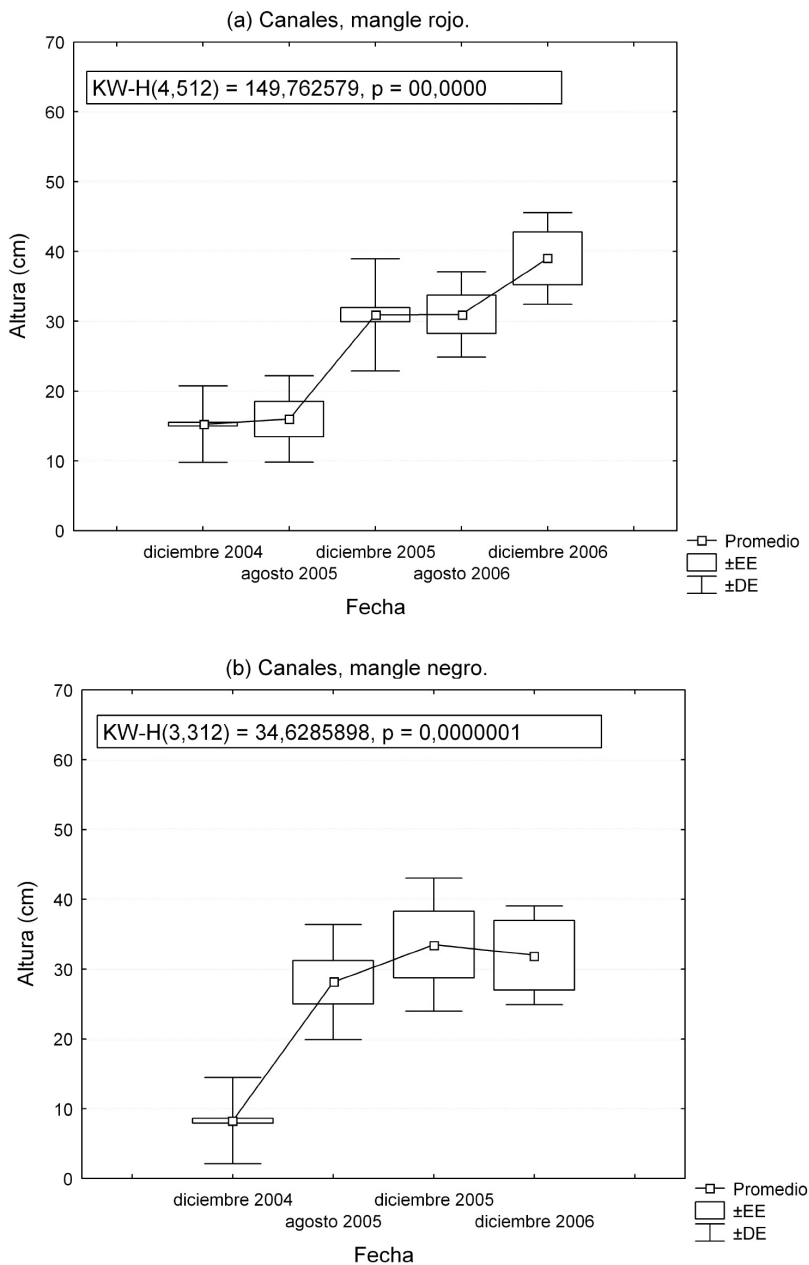 (a) Canales, mangle rojo.
70
KW-H(4,512) = 149,762579, p = 00,0000
60
50
40
30
20
10
0
Altura (cm)
diciembre 2004
agosto 2005
diciembre 2005
agosto 2006
diciembre 2006
Fecha
Promedio
±EE
±DE
(b) Canales, mangle negro.
70
KW-H(3,312) = 34,6285898, p = 0,0000001
60
50
40
30
20
10
0
Altura (cm)
diciembre 2004
agosto 2005
diciembre 2005
diciembre 2006
Fecha
Promedio
±EE
±DE